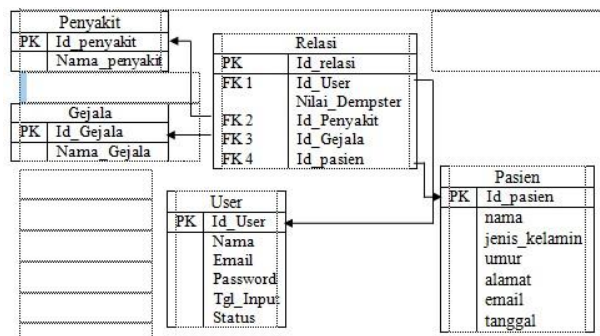 Penyakit
PK Id_penyakit
Nama_penyakit
Gejala
PK Id_Gejala
Nama_Gejala
Relasi
PK Id_relasi
FK 1 Id_User
Nilai_Dempster
FK 2 Id_Penyakit
FK 3 Id_Gejala
FK 4 Id_pasien
User
PK Id_User
Nama
Email
Password
Tgl_Input
Status
Pasien
PK Id_pasien
nama
jenis_kelamin
umur
alamat
email
tanggal